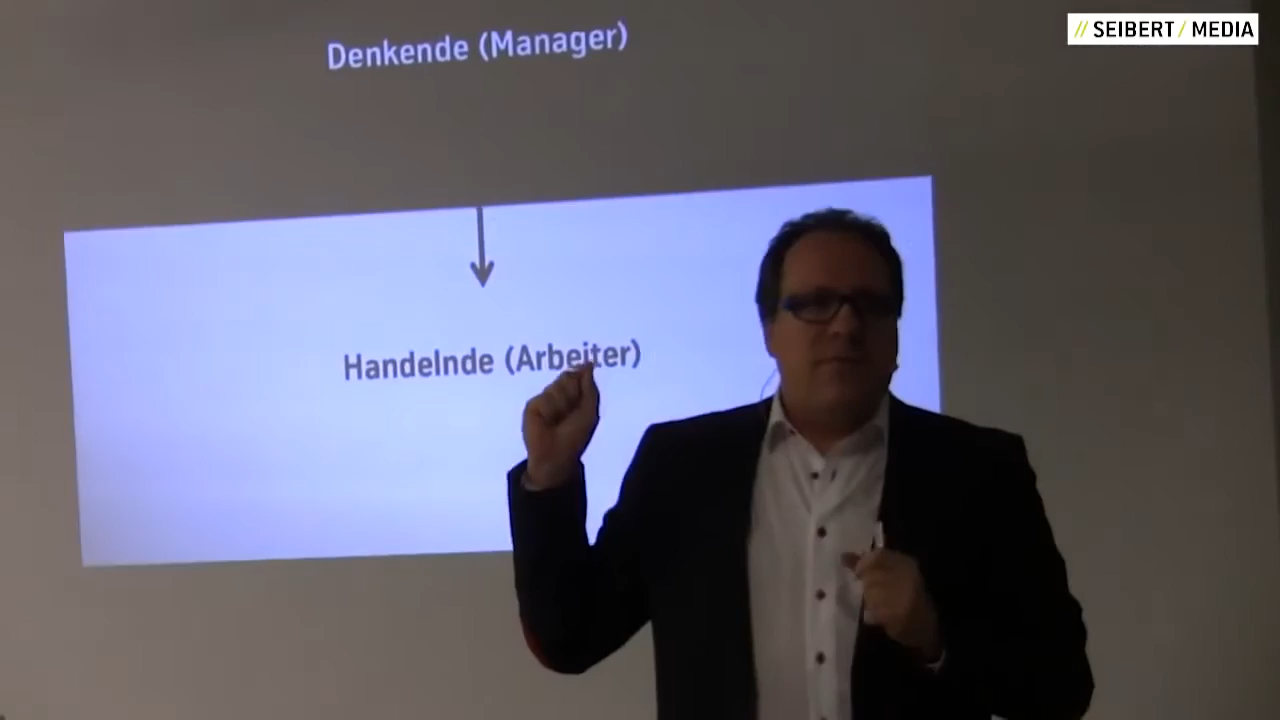 // SEIBERT / MEDIA
Denkende (Manager)
Handelnde (Arbeiter)